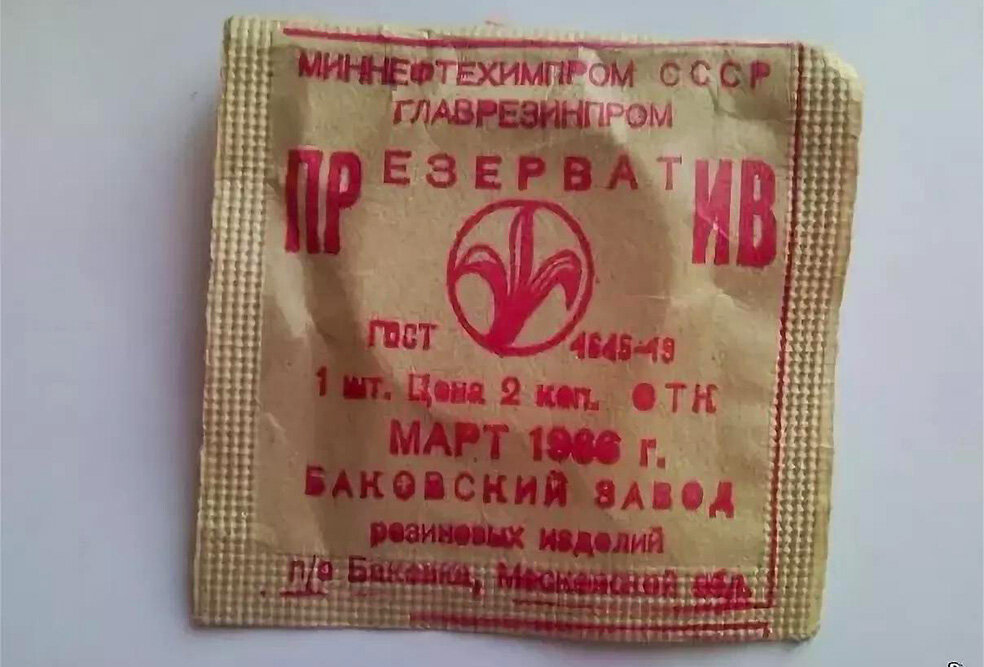 МИННЕФТЕХИМПРОМ СССР
ГЛАВРЕЗИНПРОМ
ПРЕЗЕРВАТИВ
ГОСТ 4645-49
1 шт. Цена 2 коп. ОТК
МАРТ г.
БАКОВСКИЙ ЗАВОД
резиновых изделий
п/о Баковка, Московской обл.